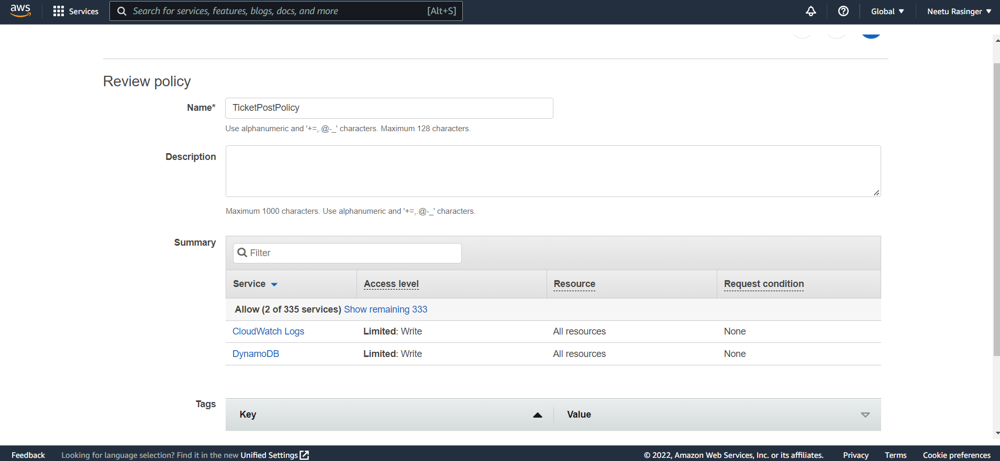 aws Services Search for services, features, blogs, docs, and more [Alt+S] Global Neetu Rasinger
Review policy
Name* TicketPostPolicy
Use alphanumeric and '+=,.@-_' characters. Maximum 128 characters.
Description
Maximum 1000 characters. Use alphanumeric and '+=,.@-_' characters.
Summary Filter
Service Access level Resource Request condition
Allow (2 of 335 services) Show remaining 333
CloudWatch Logs Limited: Write All resources None
DynamoDB Limited: Write All resources None
Tags Key Value
Feedback Looking for language selection? Find it in the new Unified Settings © 2022, Amazon Web Services, Inc. or its affiliates. Privacy Terms Cookie preferences